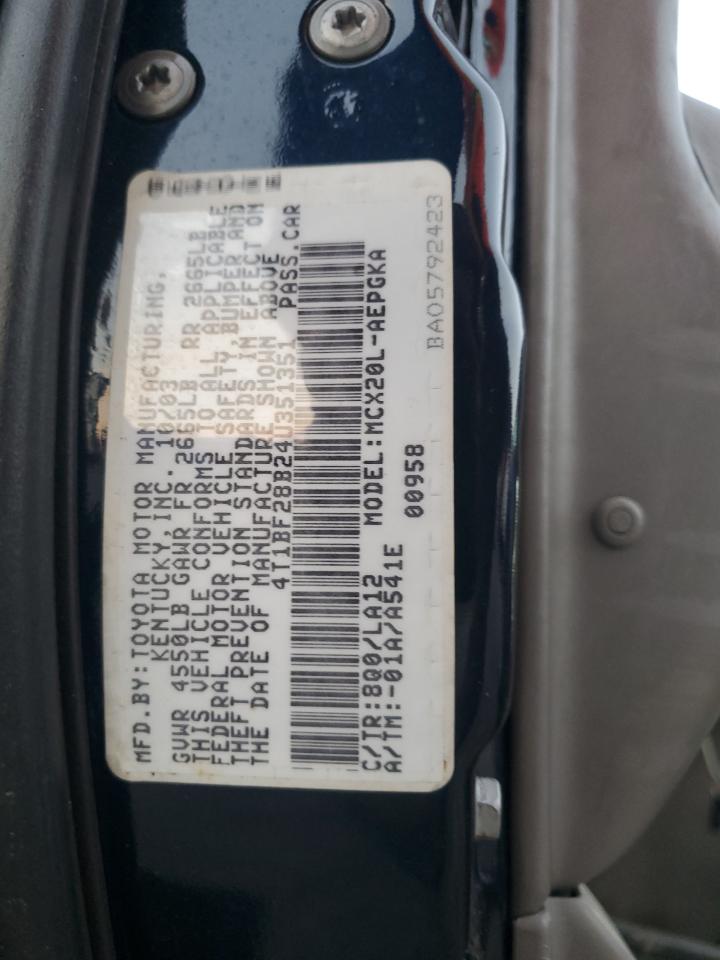 MFD.BY:TOYOTA MOTOR MANUFACTURING,
KENTUCKY,INC. 10/03
GVWR 4550LB GAWR FR 2665LB RR 2665LB
THIS VEHICLE CONFORMS TO ALL APPLICABLE
FEDERAL MOTOR VEHICLE SAFETY,BUMPER AND
THEFT PREVENTION STANDARDS IN EFFECT ON
THE DATE OF MANUFACTURE SHOWN ABOVE
4T1BF28B24U351351 PASS.CAR
C/TR:8Q0/LA12 MODEL:MCX20L-AEPGKA
A/TM:-01A/A541E 00958
BA05792423